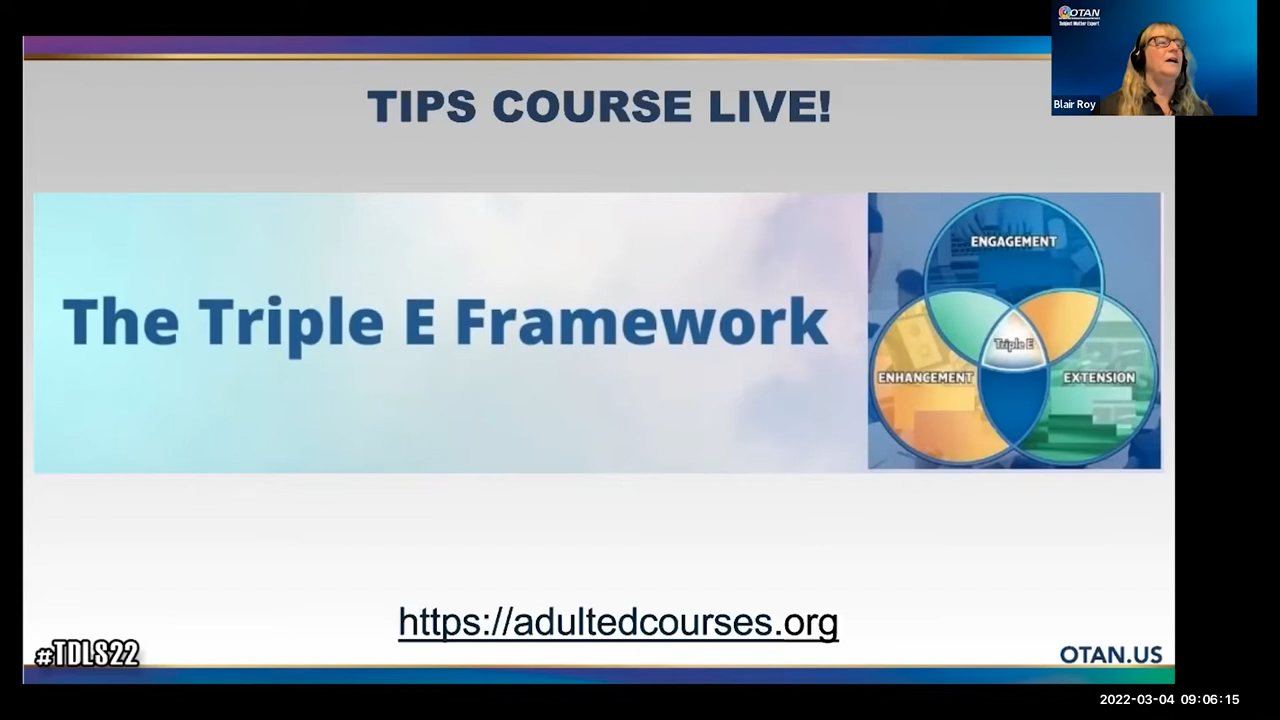 OTAN
Subject Matter Expert
Blair Roy
TIPS COURSE LIVE!
The Triple E Framework
ENGAGEMENT
Triple E
ENHANCEMENT
EXTENSION
https://adultedcourses.org
#TDLS22
OTAN.US
2022-03-04 09:06:15